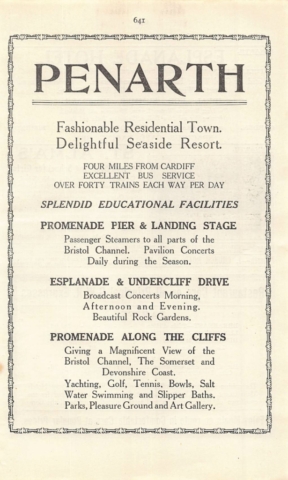 641
PENARTH
Fashionable Residential Town.
Delightful Seaside Resort.
FOUR MILES FROM CARDIFF
EXCELLENT BUS SERVICE
OVER FORTY TRAINS EACH WAY PER DAY
SPLENDID EDUCATIONAL FACILITIES
PROMENADE PIER & LANDING STAGE
Passenger Steamers to all parts of the
Bristol Channel. Pavilion Concerts
Daily during the Season.
ESPLANADE & UNDERCLIFF DRIVE
Broadcast Concerts Morning,
Afternoon and Evening.
Beautiful Rock Gardens.
PROMENADE ALONG THE CLIFFS
Giving a Magnificent View of the
Bristol Channel, The Somerset and
Devonshire Coast.
Yachting, Golf, Tennis, Bowls, Salt
Water Swimming and Slipper Baths.
Parks, Pleasure Ground and Art Gallery.